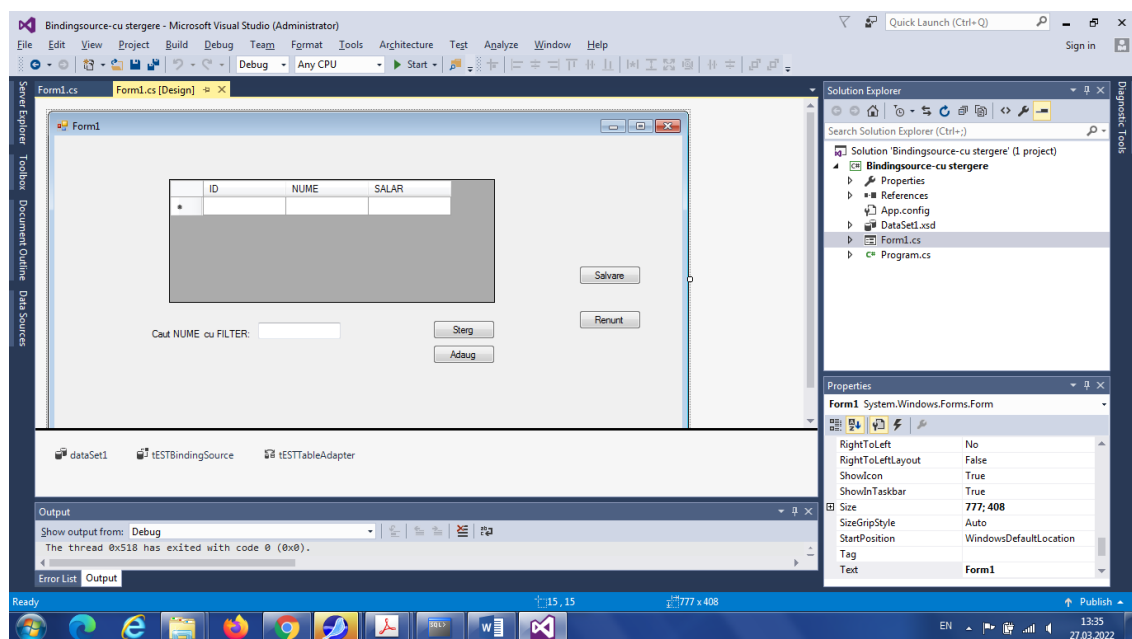 Bindingsource-cu stergere - Microsoft Visual Studio (Administrator)
Quick Launch (Ctrl+Q)
File Edit View Project Build Debug Team Format Tools Architecture Test Analyze Window Help
Sign in
Debug Any CPU Start
Server Explorer
Toolbox
Document Outline
Data Sources
Form1.cs Form1.cs [Design]
Form1
ID NUME SALAR
Salvare
Renunt
Caut NUME cu FILTER:
Sterg
Adaug
dataSet1 tESTBindingSource tESTTableAdapter
Output
Show output from: Debug
The thread 0x518 has exited with code 0 (0x0).
Error List Output
Solution Explorer
Search Solution Explorer (Ctrl+;)
Solution 'Bindingsource-cu stergere' (1 project)
C# Bindingsource-cu stergere
Properties
References
App.config
DataSet1.xsd
Form1.cs
C# Program.cs
Diagnostic Tools
Properties
Form1 System.Windows.Forms.Form
RightToLeft No
RightToLeftLayout False
ShowIcon True
ShowInTaskbar True
Size 777; 408
SizeGripStyle Auto
StartPosition WindowsDefaultLocation
Tag
Text Form1
Ready 15 , 15 777 x 408 Publish
SQL>
EN 13:35
27.03.2022